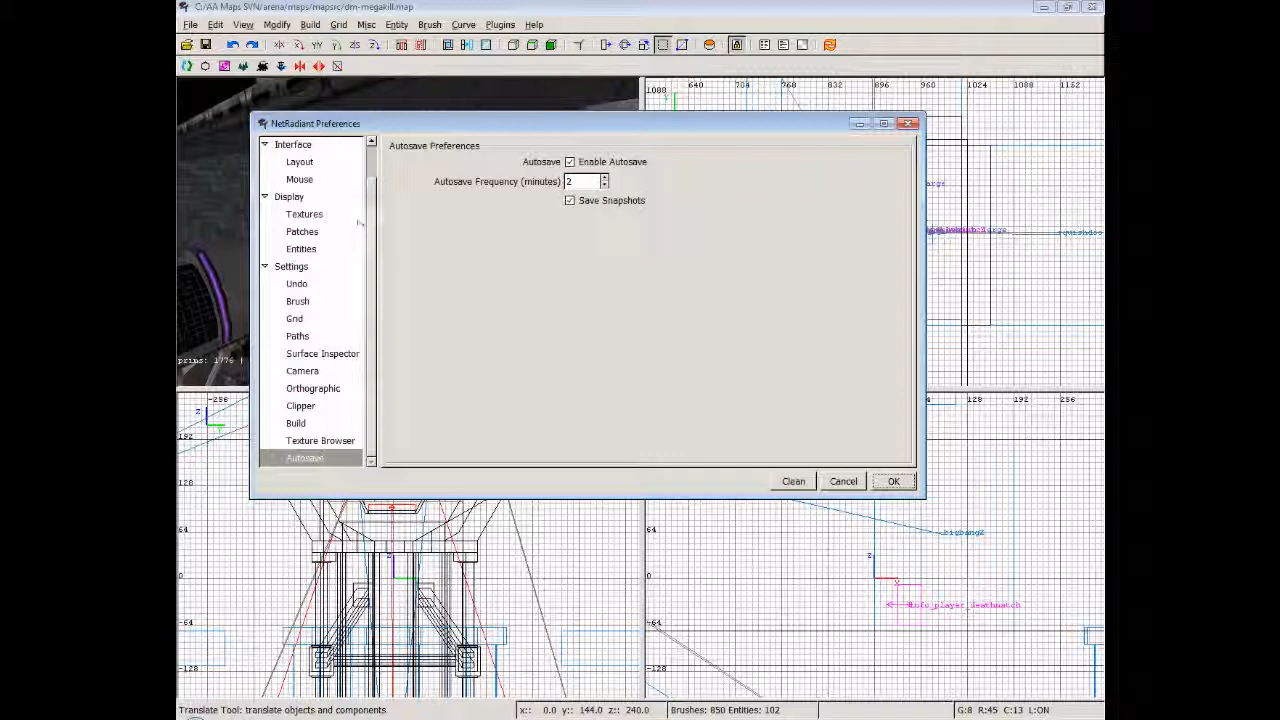 C:/AA Maps SVN/arena/maps/mapsrc/dm-megakill.map
File Edit View Modify Build Grid Misc Entity Brush Curve Plugins Help
640 704 768 832 896 960 1024 1088 1152
1088
Y
NetRadiant Preferences
Interface
Layout
Mouse
Display
Textures
Patches
Entities
Settings
Undo
Brush
Grid
Paths
Surface Inspector
Camera
Orthographic
Clipper
Build
Texture Browser
Autosave
Autosave Preferences
Autosave Enable Autosave
Autosave Frequency (minutes) 2
Save Snapshots
Clean Cancel OK
prims: 1776 |
-256
Z
Y
192
128
64
0
-64
-128
Z
128 192 256
64
0
-64
-128
bigbang2
Z
X
info_player_deathmatch
Translate Tool: translate objects and components
x:: 0.0 y:: 144.0 z:: 240.0
Brushes: 850 Entities: 102
G:8 R:45 C:13 L:ON